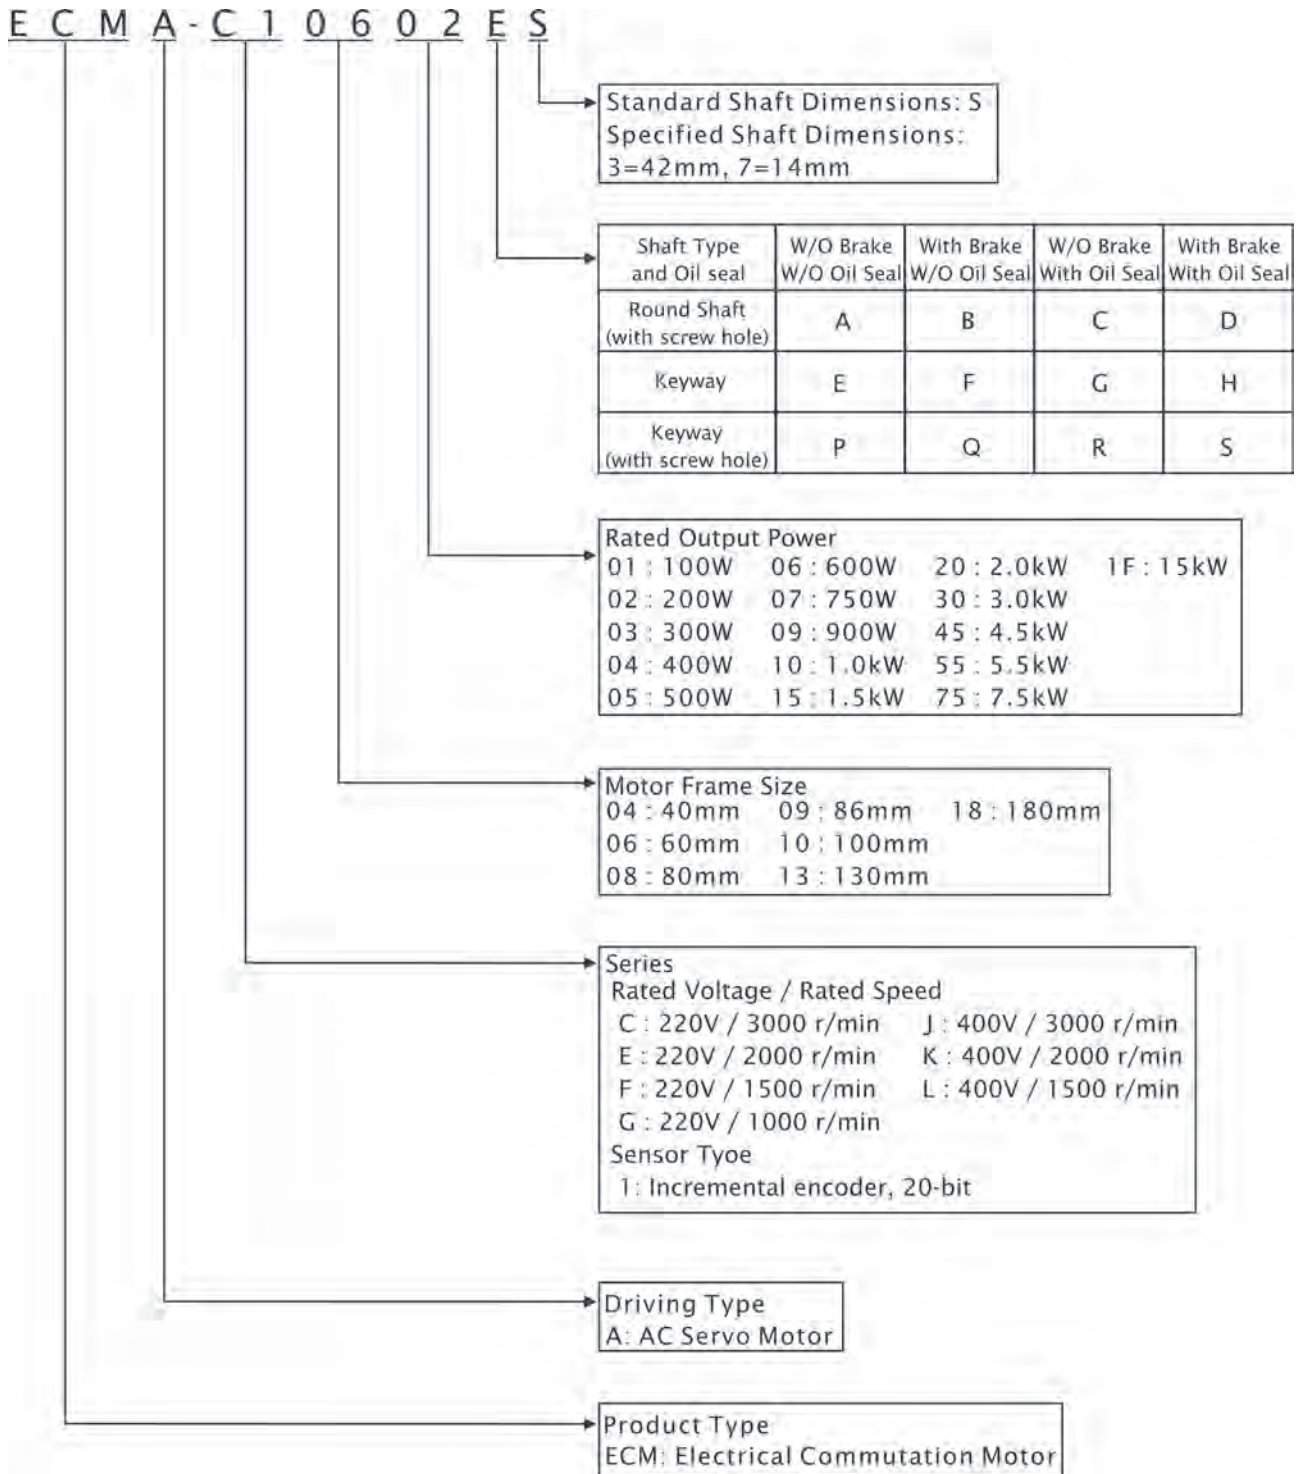 E C M A - C 1 0 6 0 2 E S
Standard Shaft Dimensions: S
Specified Shaft Dimensions:
3=42mm, 7=14mm
Shaft Type and Oil seal W/O Brake W/O Oil Seal With Brake W/O Oil Seal W/O Brake With Oil Seal With Brake With Oil Seal
Round Shaft (with screw hole) A B C D
Keyway E F G H
Keyway (with screw hole) P Q R S
Rated Output Power
01 : 100W 06 : 600W 20 : 2.0kW 1F : 15kW
02 : 200W 07 : 750W 30 : 3.0kW
03 : 300W 09 : 900W 45 : 4.5kW
04 : 400W 10 : 1.0kW 55 : 5.5kW
05 : 500W 15 : 1.5kW 75 : 7.5kW
Motor Frame Size
04 : 40mm 09 : 86mm 18 : 180mm
06 : 60mm 10 : 100mm
08 : 80mm 13 : 130mm
Series
Rated Voltage / Rated Speed
C : 220V / 3000 r/min J : 400V / 3000 r/min
E : 220V / 2000 r/min K : 400V / 2000 r/min
F : 220V / 1500 r/min L : 400V / 1500 r/min
G : 220V / 1000 r/min
Sensor Tyoe
1: Incremental encoder, 20-bit
Driving Type
A: AC Servo Motor
Product Type
ECM: Electrical Commutation Motor